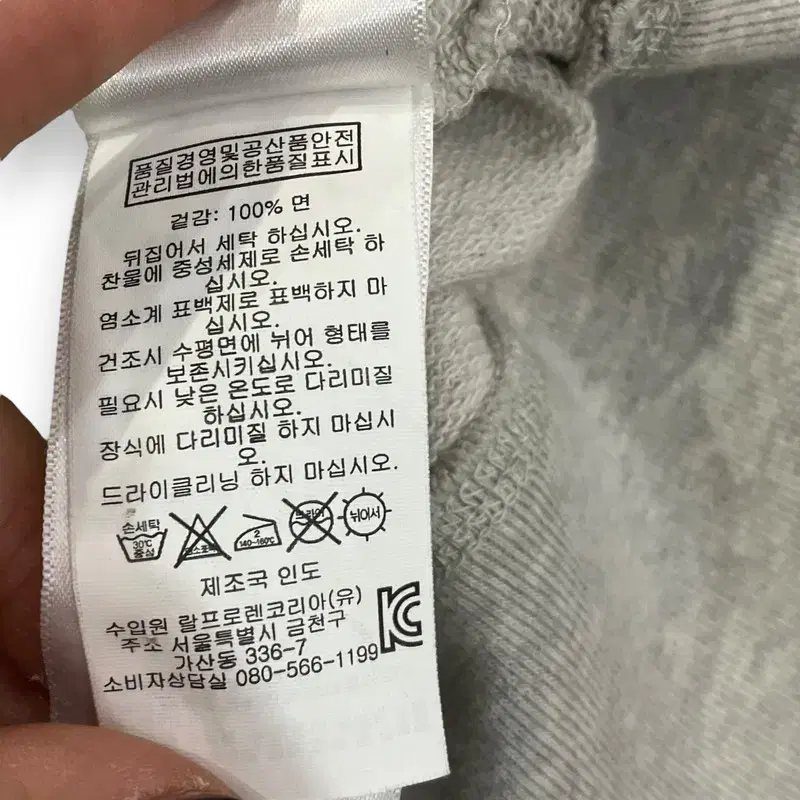 품질경영및공산품안전
관리법에의한품질표시
겉감: 100% 면
뒤집어서 세탁 하십시오.
찬물에 중성세제로 손세탁 하
십시오.
염소계 표백제로 표백하지 마
십시오.
건조시 수평면에 뉘어 형태를
보존시키십시오.
필요시 낮은 온도로 다리미질
하십시오.
장식에 다리미질 하지 마십시
오.
드라이클리닝 하지 마십시오.
손세탁
30℃
중성
2
140~160℃
드라이
뉘어서
제조국 인도
수입원 랄프로렌코리아(유)
주소 서울특별시 금천구
가산동 336-7
소비자상담실 080-566-1199